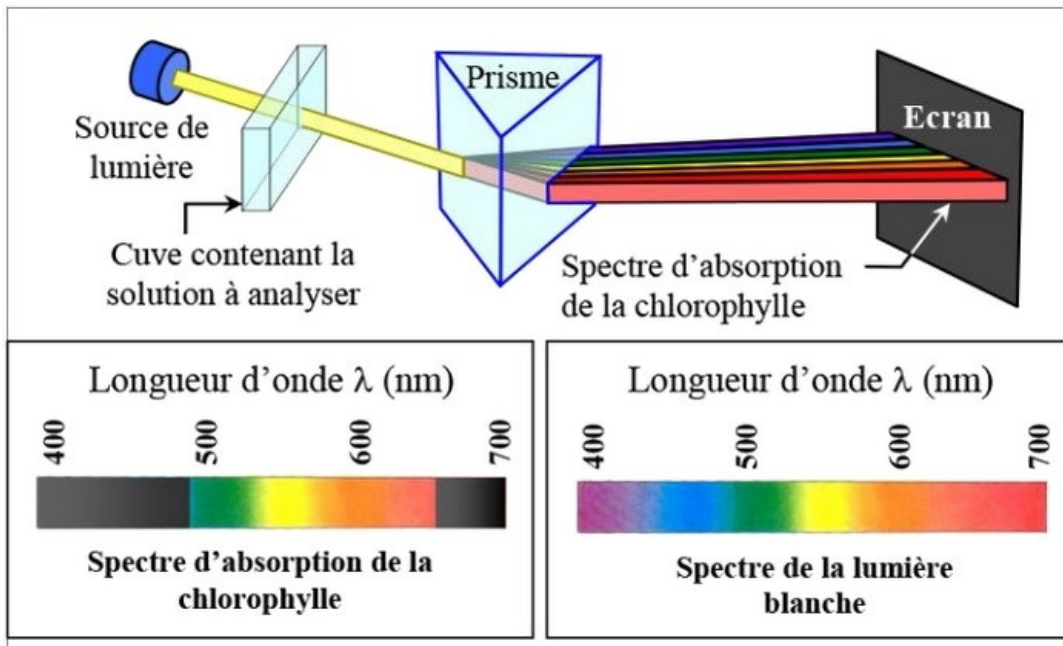 Prisme
Ecran
Source de
lumière
Cuve contenant la
solution à analyser
Spectre d’absorption
de la chlorophylle
Longueur d’onde λ (nm)
400 500 600 700
Spectre d’absorption de la
chlorophylle
Longueur d’onde λ (nm)
400 500 600 700
Spectre de la lumière
blanche